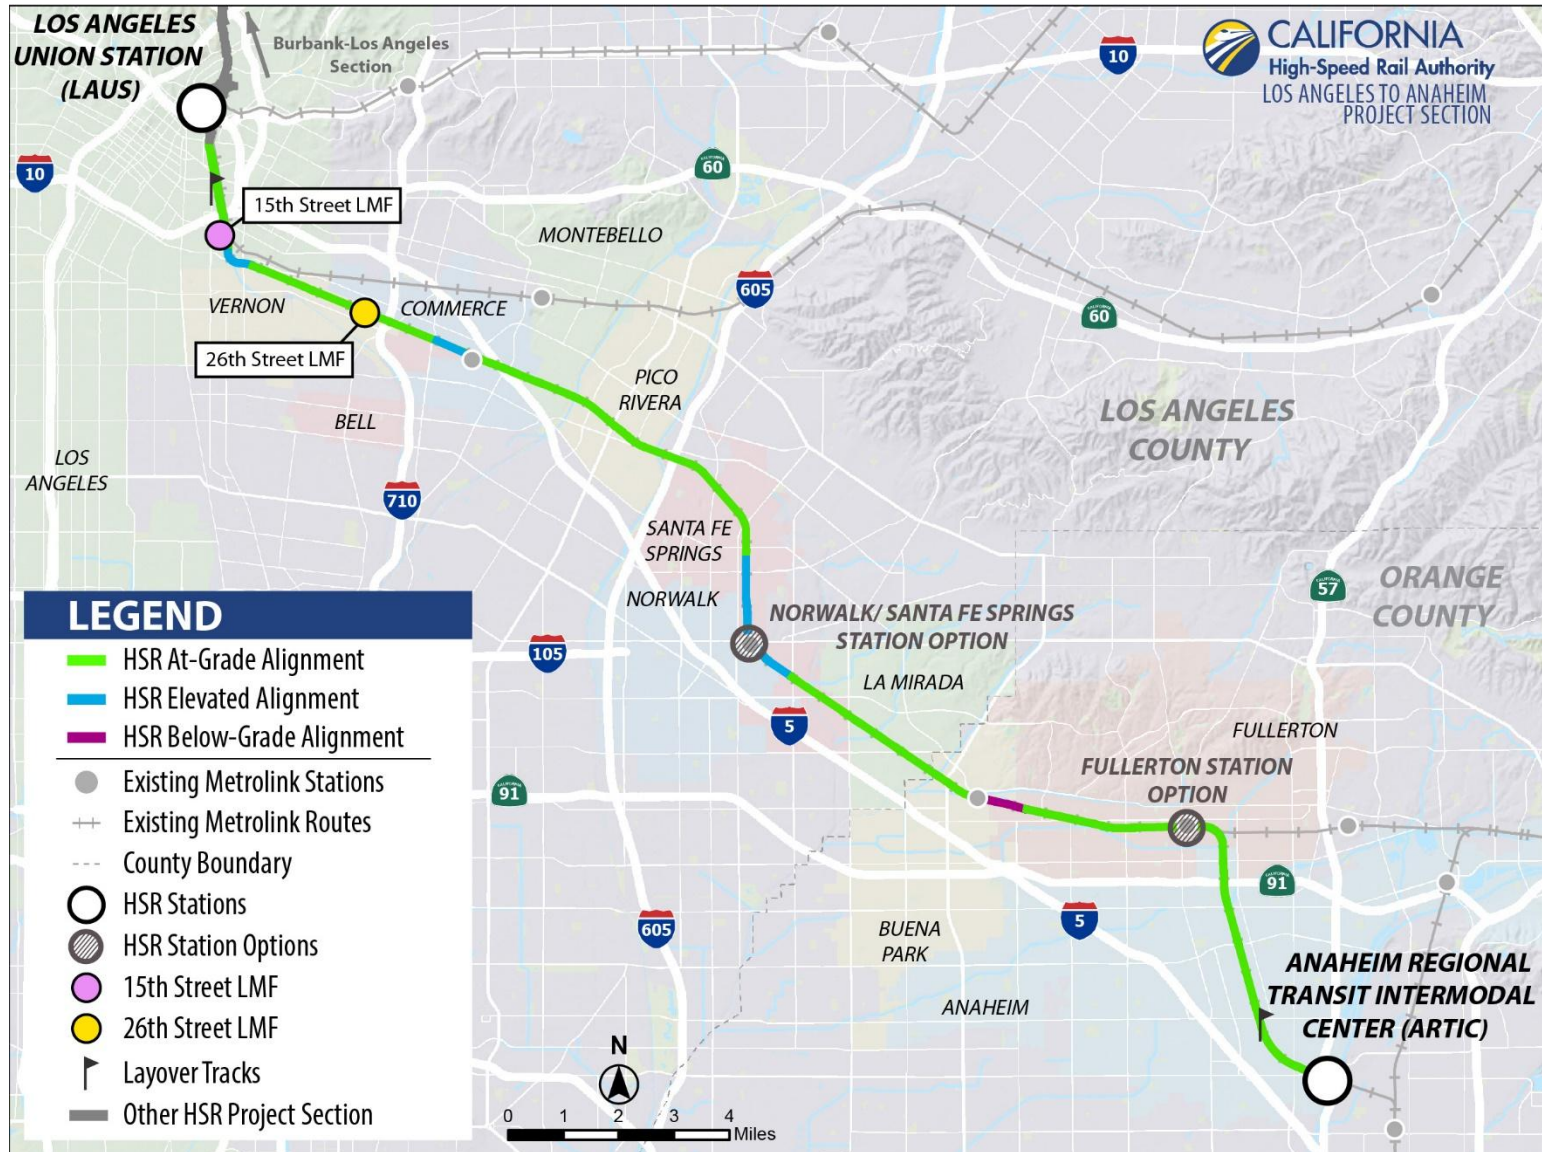 LOS ANGELES
UNION STATION
(LAUS)
Burbank-Los Angeles
Section
CALIFORNIA
High-Speed Rail Authority
LOS ANGELES TO ANAHEIM
PROJECT SECTION
10
10
60
CALIFORNIA
15th Street LMF
MONTEBELLO
605
VERNON
COMMERCE
60
CALIFORNIA
26th Street LMF
PICO
RIVERA
BELL
LOS ANGELES
COUNTY
LOS
ANGELES
710
SANTA FE
SPRINGS
ORANGE
COUNTY
57
CALIFORNIA
NORWALK
NORWALK/ SANTA FE SPRINGS
STATION OPTION
105
LA MIRADA
5
FULLERTON
FULLERTON STATION
OPTION
91
CALIFORNIA
91
CALIFORNIA
605
5
BUENA
PARK
ANAHEIM
ANAHEIM REGIONAL
TRANSIT INTERMODAL
CENTER (ARTIC)
LEGEND
HSR At-Grade Alignment
HSR Elevated Alignment
HSR Below-Grade Alignment
Existing Metrolink Stations
Existing Metrolink Routes
County Boundary
HSR Stations
HSR Station Options
15th Street LMF
26th Street LMF
Layover Tracks
Other HSR Project Section
N
0 1 2 3 4
Miles